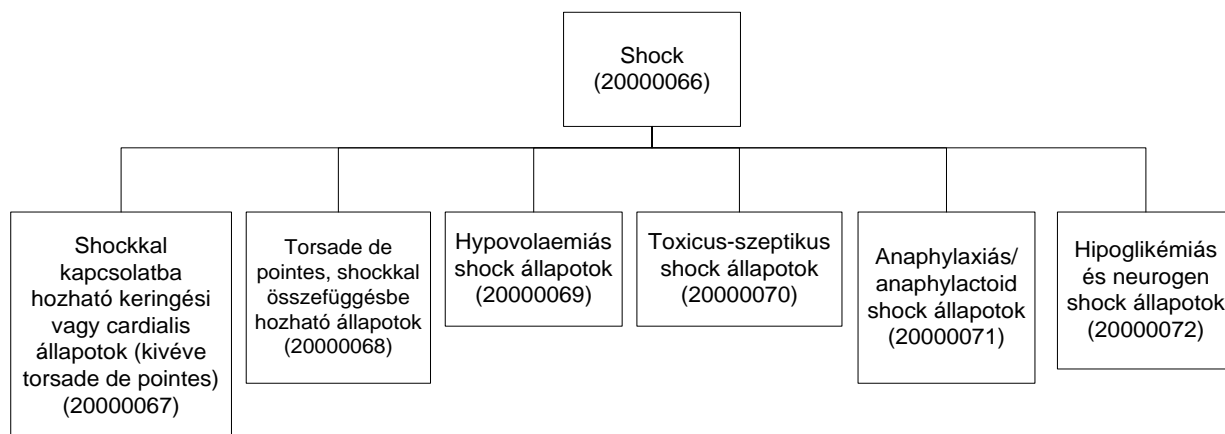 Shock
(20000066)
Shockkal
kapcsolatba
hozható keringési
vagy cardialis
állapotok (kivéve
torsade de pointes)
(20000067)
Torsade de
pointes, shockkal
összefüggésbe
hozható állapotok
(20000068)
Hypovolaemiás
shock állapotok
(20000069)
Toxicus-szeptikus
shock állapotok
(20000070)
Anaphylaxiás/
anaphylactoid
shock állapotok
(20000071)
Hipoglikémiás
és neurogen
shock állapotok
(20000072)